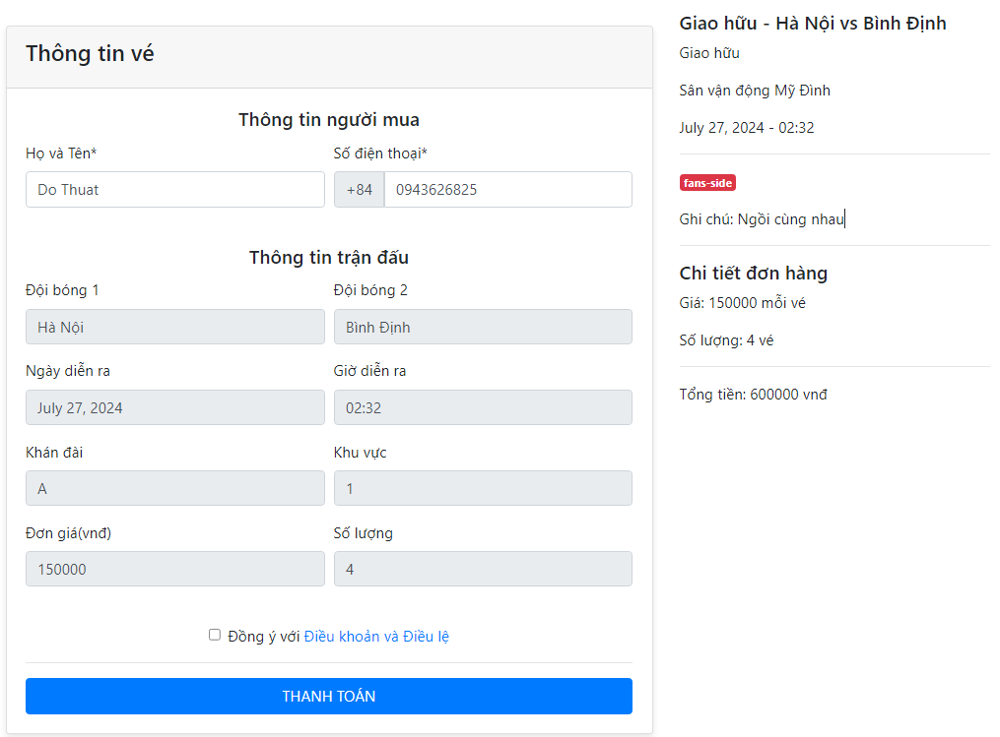 Thông tin vé
Thông tin người mua
Họ và Tên* Số điện thoại*
Do Thuat +84 0943626825
Thông tin trận đấu
Đội bóng 1 Đội bóng 2
Hà Nội Bình Định
Ngày diễn ra Giờ diễn ra
July 27, 2024 02:32
Khán đài Khu vực
A 1
Đơn giá(vnđ) Số lượng
150000 4
Đồng ý với Điều khoản và Điều lệ
THANH TOÁN
Giao hữu - Hà Nội vs Bình Định
Giao hữu
Sân vận động Mỹ Đình
July 27, 2024 - 02:32
fans-side
Ghi chú: Ngồi cùng nhau
Chi tiết đơn hàng
Giá: 150000 mỗi vé
Số lượng: 4 vé
Tổng tiền: 600000 vnđ